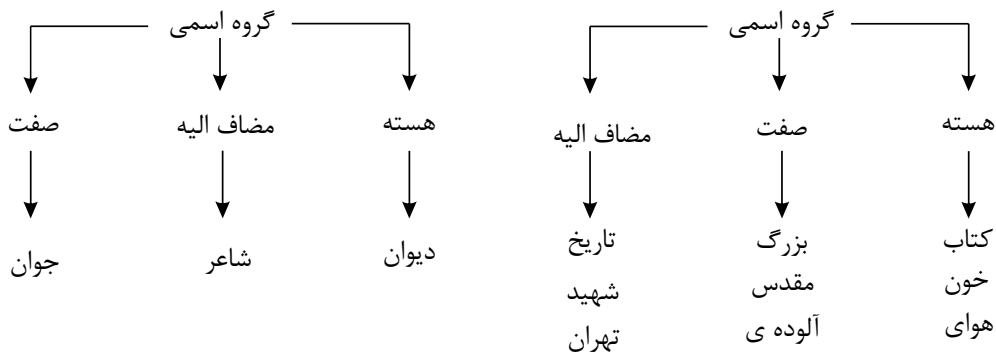 گروه اسمی
هسته
صفت
مضاف الیه
کتاب
خون
هوای
بزرگ
مقدس
آلوده ی
تاریخ
شهید
تهران
گروه اسمی
هسته
مضاف الیه
صفت
دیوان
شاعر
جوان